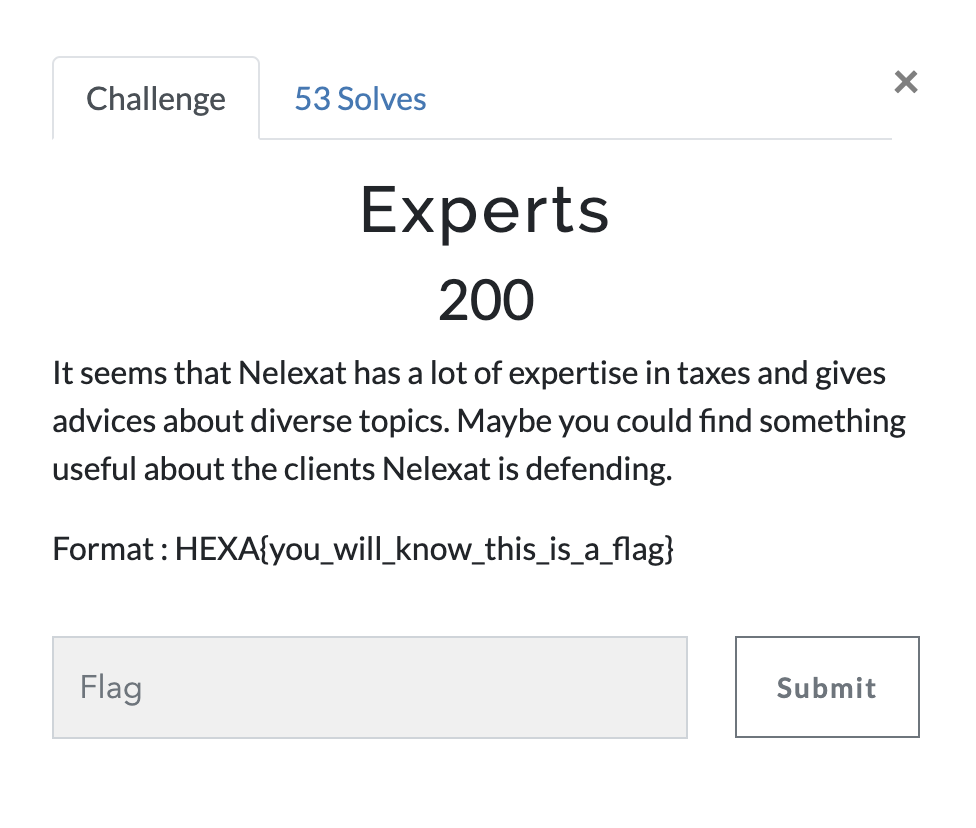 Challenge
53 Solves
×
Experts
200
It seems that Nelexat has a lot of expertise in taxes and gives
advices about diverse topics. Maybe you could find something
useful about the clients Nelexat is defending.
Format : HEXA{you_will_know_this_is_a_flag}
Flag
Submit